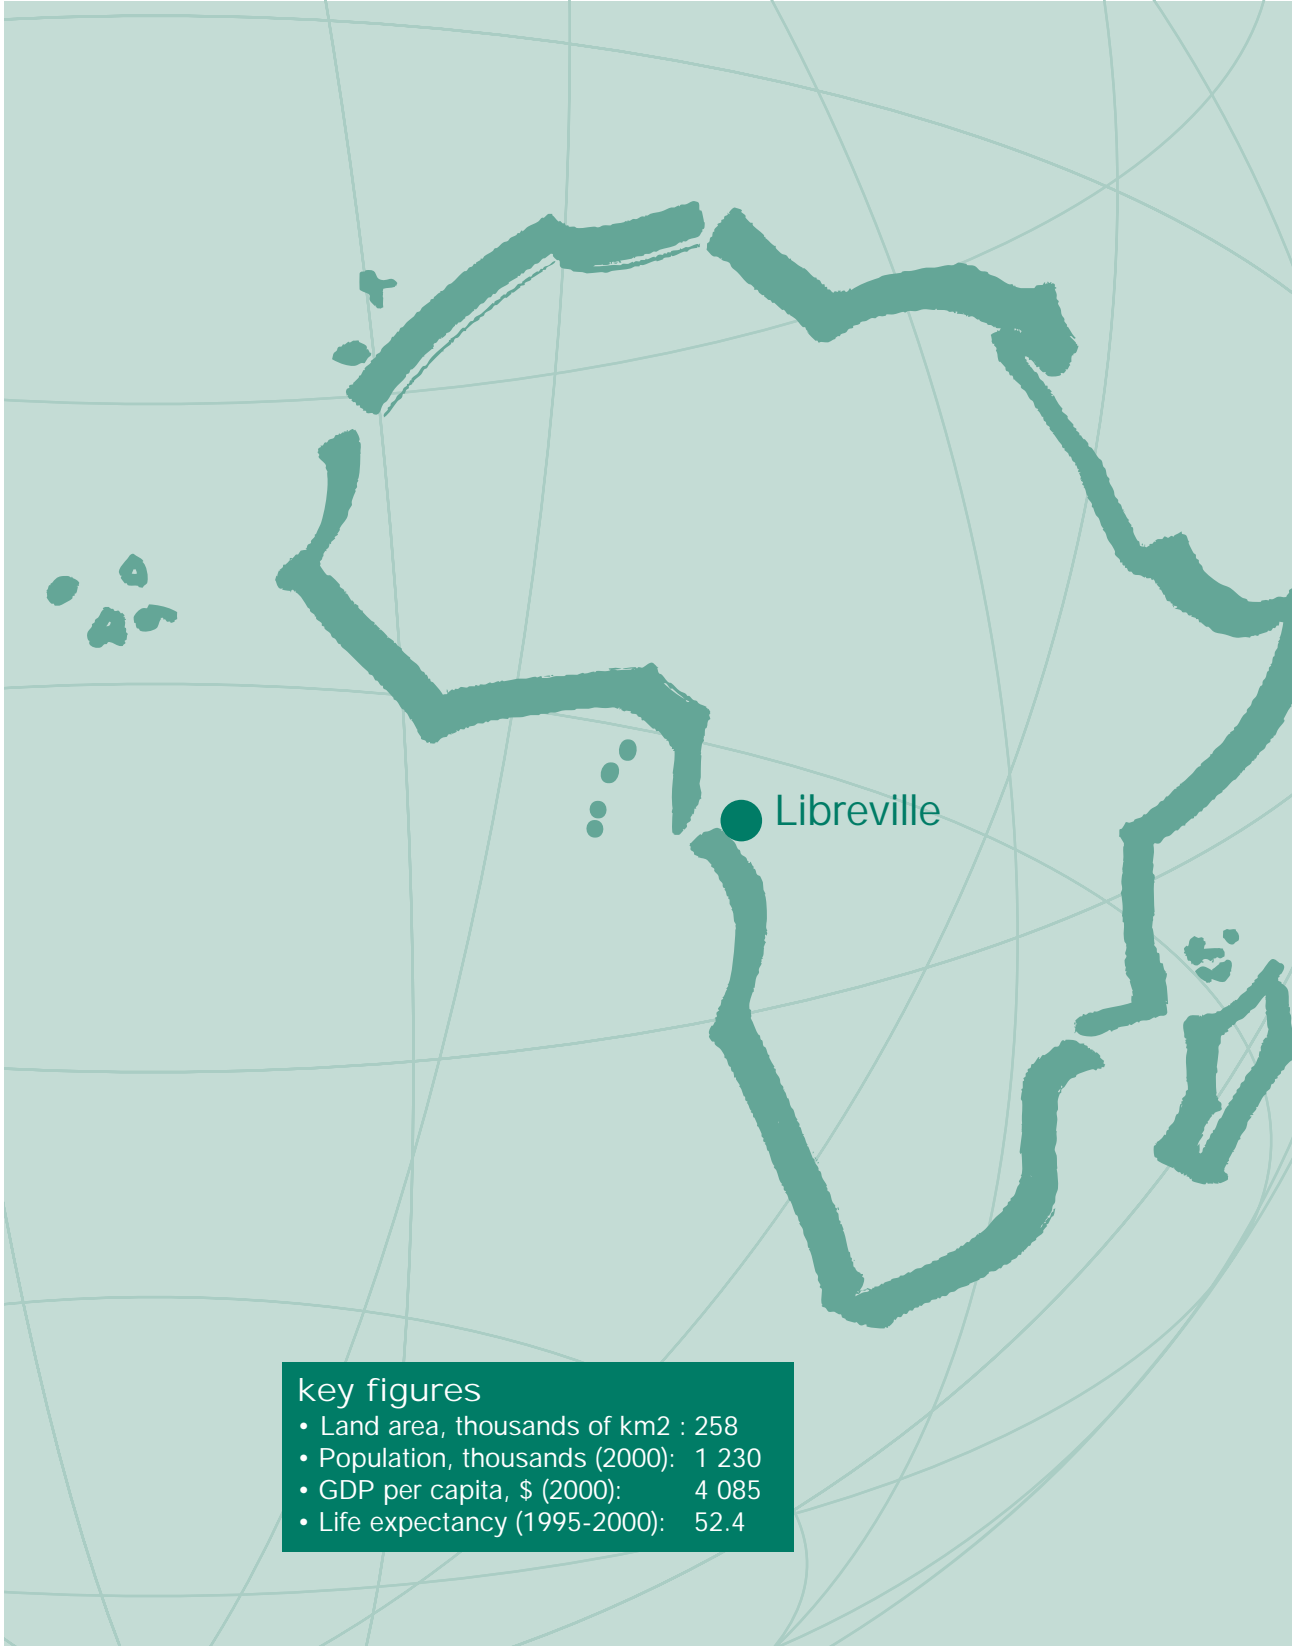 Libreville
key figures
• Land area, thousands of km2 : 258
• Population, thousands (2000): 1 230
• GDP per capita, $ (2000): 4 085
• Life expectancy (1995-2000): 52.4